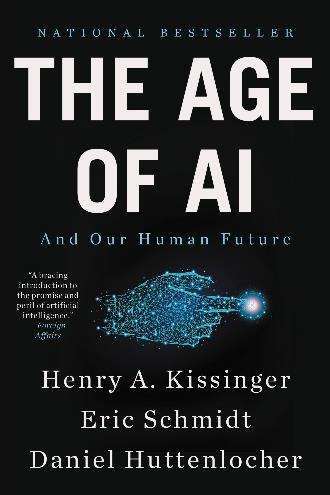 NATIONAL BESTSELLER
THE AGE
OF AI
And Our Human Future
“A bracing
introduction to
the promise and
peril of artificial
intelligence.”
Foreign
Affairs
Henry A. Kissinger
Eric Schmidt
Daniel Huttenlocher